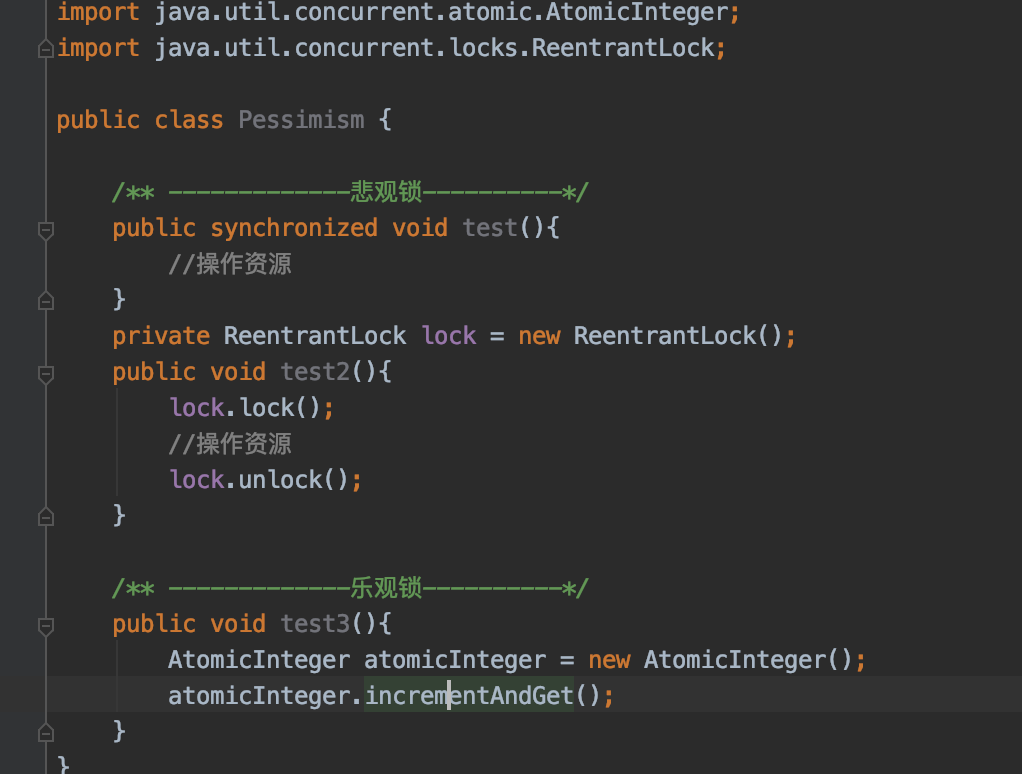 import java.util.concurrent.atomic.AtomicInteger;
import java.util.concurrent.locks.ReentrantLock;
public class Pessimism {
/** -------------悲观锁----------*/
public synchronized void test(){
//操作资源
}
private ReentrantLock lock = new ReentrantLock();
public void test2(){
lock.lock();
//操作资源
lock.unlock();
}
/** -------------乐观锁----------*/
public void test3(){
AtomicInteger atomicInteger = new AtomicInteger();
atomicInteger.incrementAndGet();
}
}